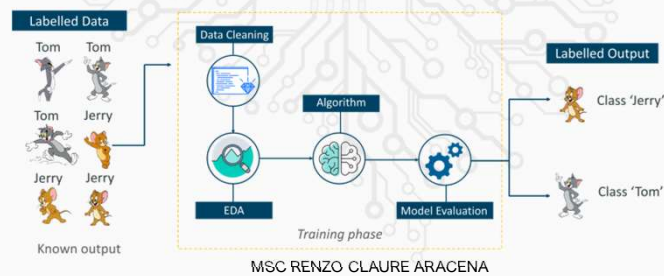 Labelled Data
Tom Tom
Tom Jerry
Jerry Jerry
Known output
Data Cleaning
EDA
Algorithm
Model Evaluation
Training phase
Labelled Output
Class 'Jerry'
Class 'Tom'
MSC RENZO CLAURE ARACENA